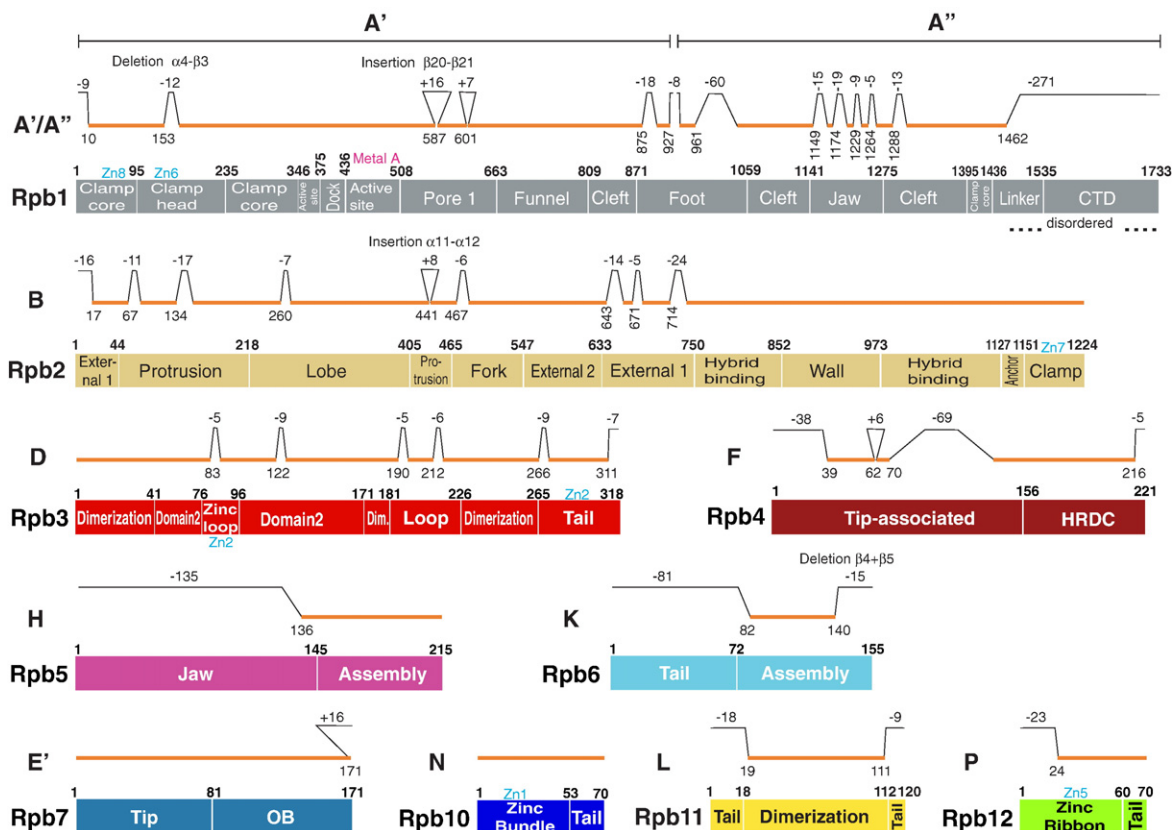 A' A"
Deletion α4-β3 Insertion β20-β21
-9 -12 +16 +7 -18 -8 -60 -15 -19 -9 -5 -13 -271
A'/A"
10 153 587 601 875 927 961 1149 1174 1229 1264 1288 1462
Metal A
1 Zn8 95 Zn6 235 346 375 436 508 663 809 871 1059 1141 1275 1395 1436 1535 1733
Rpb1 Clamp core Clamp head Clamp core Active site Dock Active site Pore 1 Funnel Cleft Foot Cleft Jaw Cleft Clamp core Linker CTD
disordered
Insertion α11-α12
-16 -11 -17 -7 +8 -6 -14 -5 -24
B
17 67 134 260 441 467 643 671 714
1 44 218 405 465 547 633 750 852 973 1127 1151 Zn7 1224
Rpb2 Exter- nal 1 Protrusion Lobe Pro- trusion Fork External 2 External 1 Hybrid binding Wall Hybrid binding Anchor Clamp
-5 -9 -5 -6 -9 -7 -38 +6 -69 -5
D F
83 122 190 212 266 311 39 62 70 216
1 41 76 96 171 181 226 265 Zn2 318 1 156 221
Rpb3 Dimerization Domain2 Zinc loop Domain2 Dim. Loop Dimerization Tail Rpb4 Tip-associated HRDC
Zn2
Deletion β4+β5
-135 -81 -15
H K
136 82 140
1 145 215 1 72 155
Rpb5 Jaw Assembly Rpb6 Tail Assembly
+16 -18 -9 -23
E' N L P
171 19 111 24
1 81 171 1 Zn1 53 70 1 18 112 120 1 Zn5 60 70
Rpb7 Tip OB Rpb10 Zinc Bundle Tail Rpb11 Tail Dimerization Tail Rpb12 Zinc Ribbon Tail